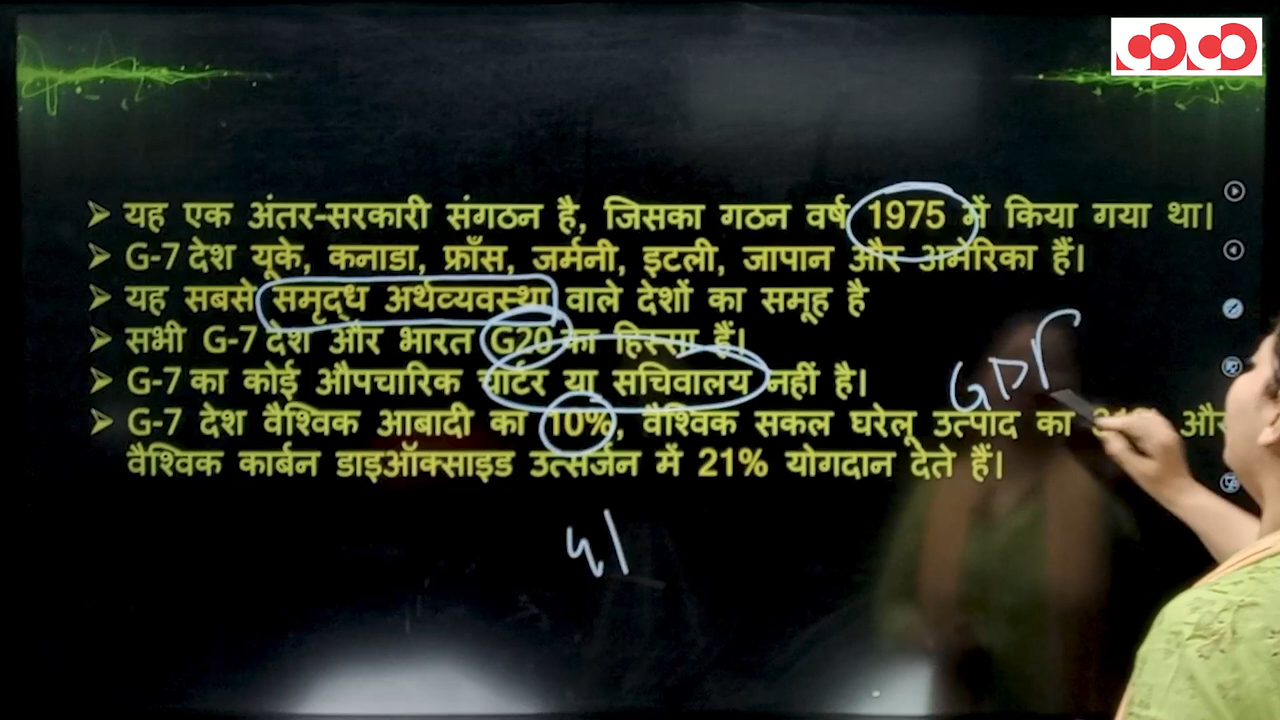 ➤ यह एक अंतर-सरकारी संगठन है, जिसका गठन वर्ष 1975 में किया गया था।
➤ G-7 देश यूके, कनाडा, फ्राँस, जर्मनी, इटली, जापान और अमेरिका हैं।
➤ यह सबसे समृद्ध अर्थव्यवस्था वाले देशों का समूह है
➤ सभी G-7 देश और भारत G20 का हिस्सा हैं।
➤ G-7 का कोई औपचारिक चार्टर या सचिवालय नहीं है।
GDP
➤ G-7 देश वैश्विक आबादी का 10%, वैश्विक सकल घरेलू उत्पाद का और
वैश्विक कार्बन डाइऑक्साइड उत्सर्जन में 21% योगदान देते हैं।